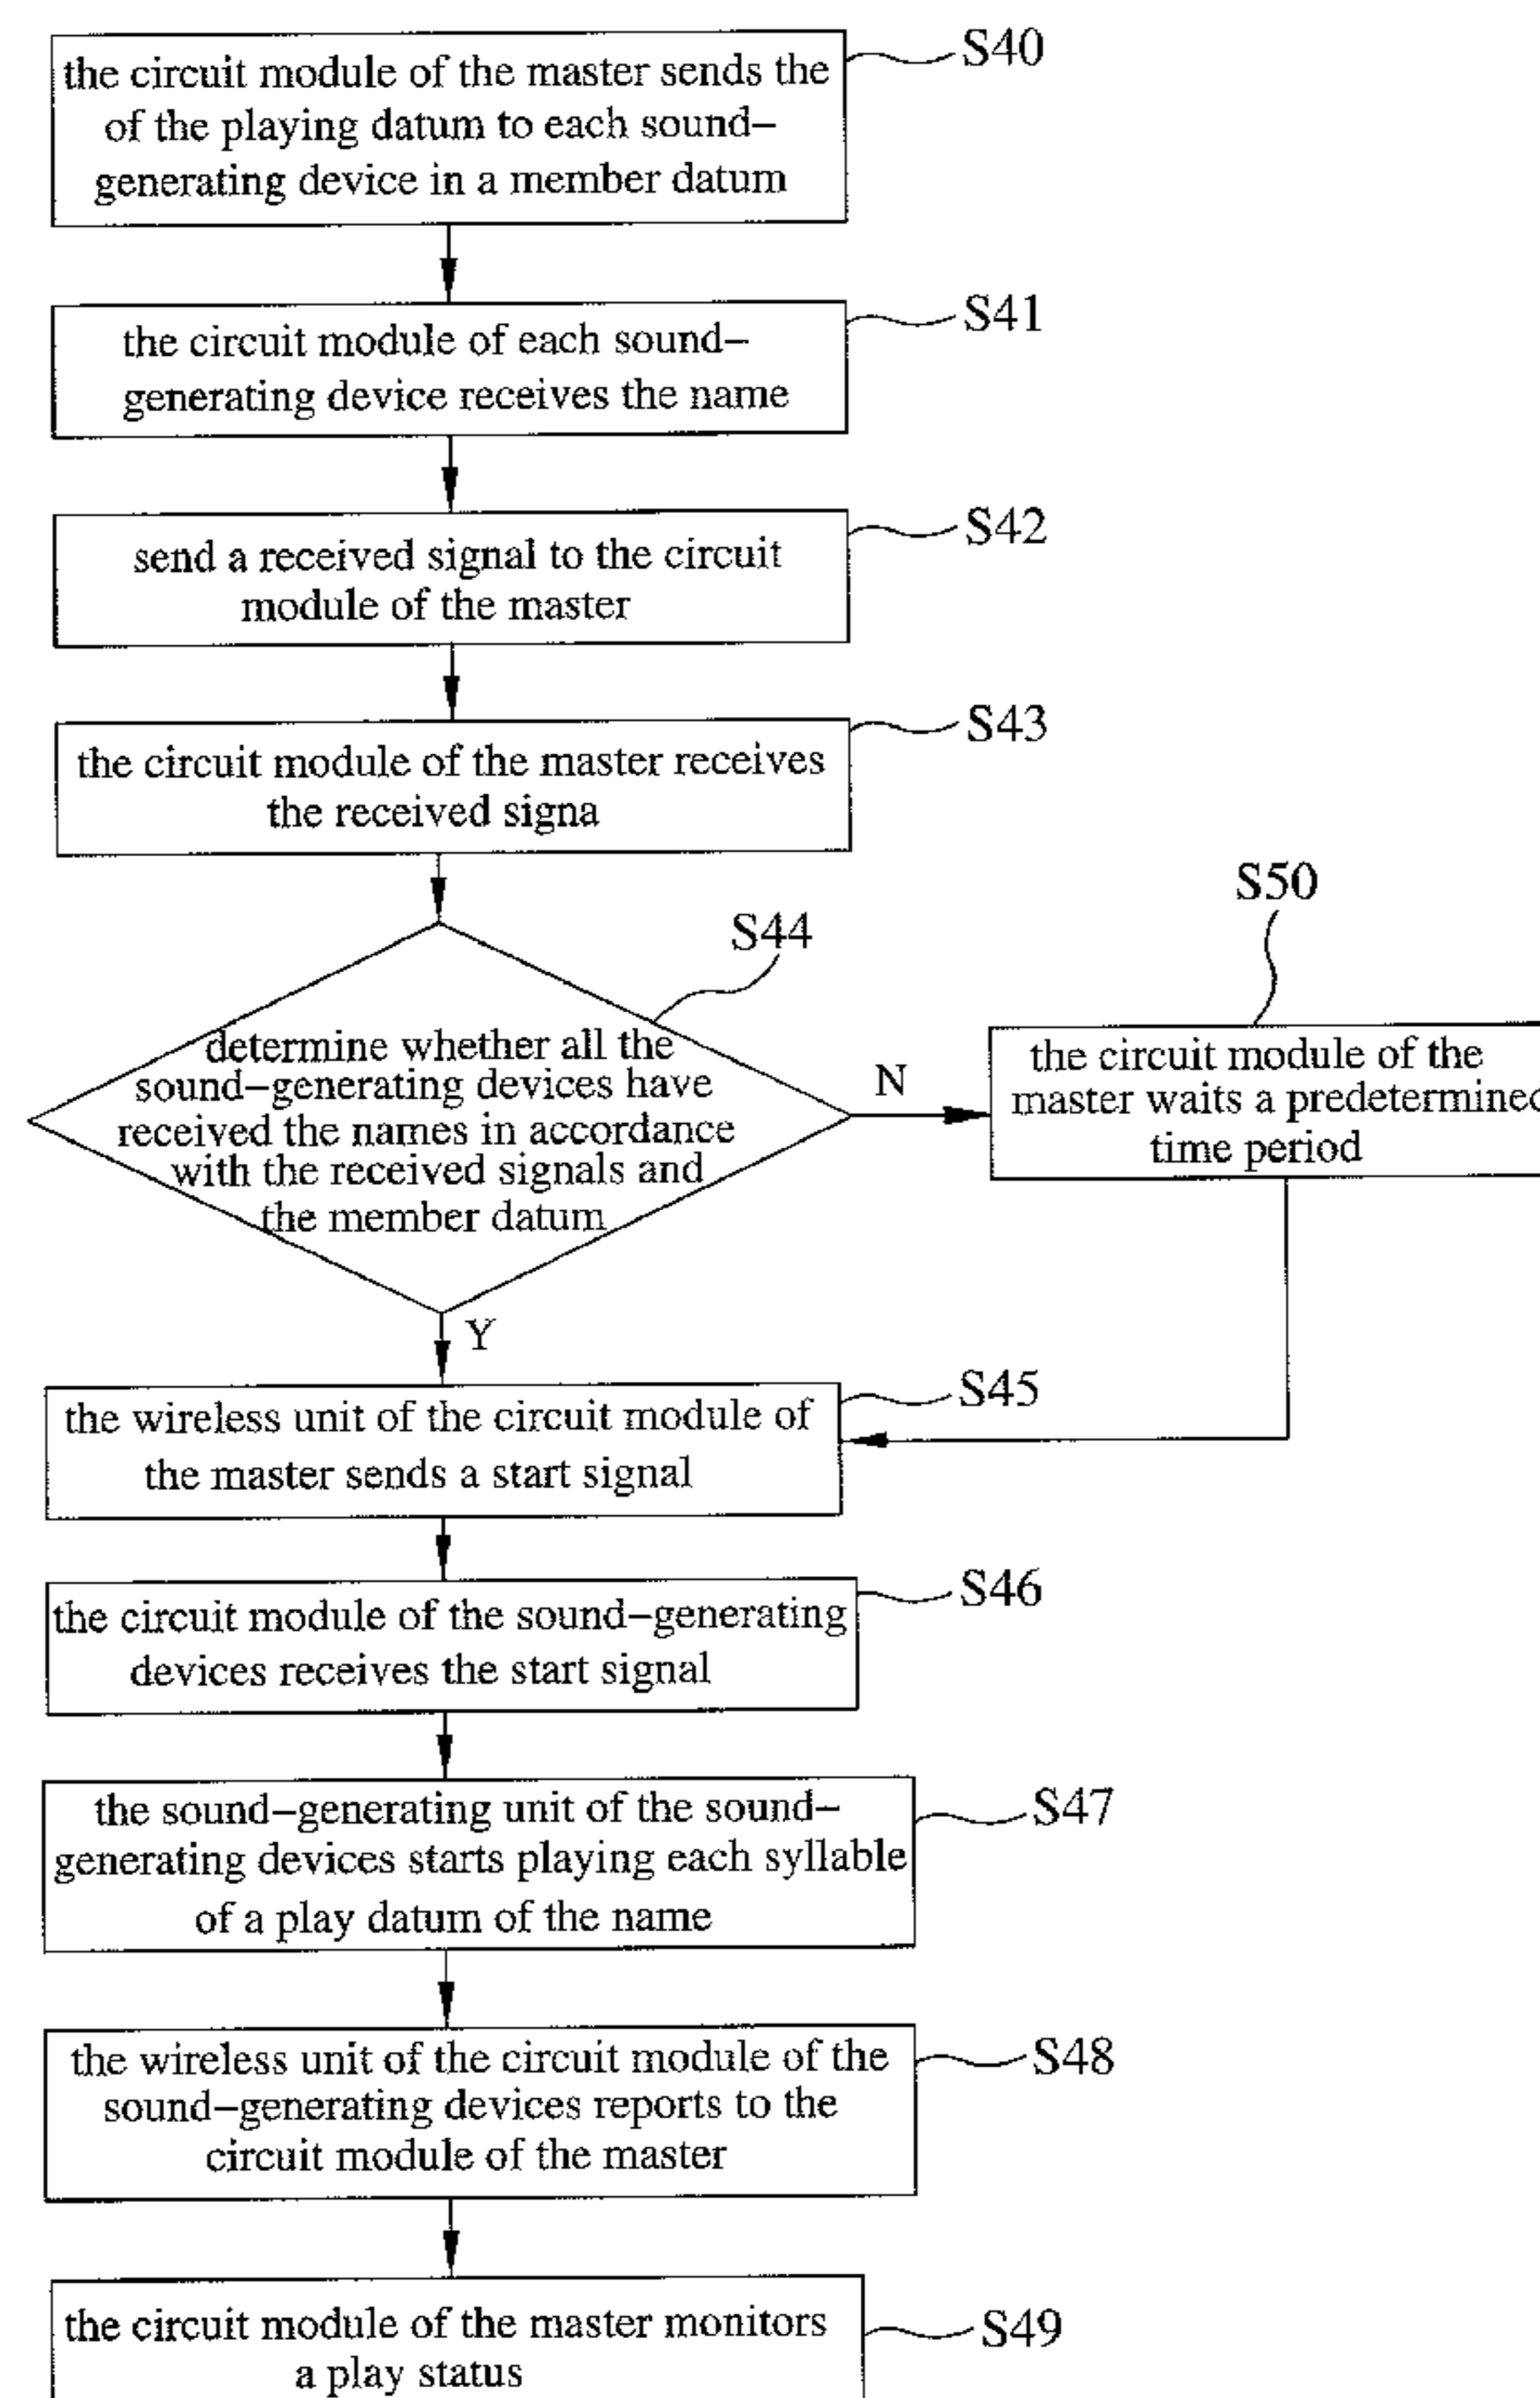 S40
the circuit module of the master sends the
of the playing datum to each sound-
generating device in a member datum
S41
the circuit module of each sound-
generating device receives the name
S42
send a received signal to the circuit
module of the master
S43
the circuit module of the master receives
the received signa
S44
determine whether all the
sound-generating devices have
received the names in accordance
with the received signals and
the member datum
N
S50
the circuit module of the
master waits a predetermined
time period
Y
S45
the wireless unit of the circuit module of
the master sends a start signal
S46
the circuit module of the sound-generating
devices receives the start signal
S47
the sound-generating unit of the sound-
generating devices starts playing each syllable
of a play datum of the name
S48
the wireless unit of the circuit module of the
sound-generating devices reports to the
circuit module of the master
S49
the circuit module of the master monitors
a play status